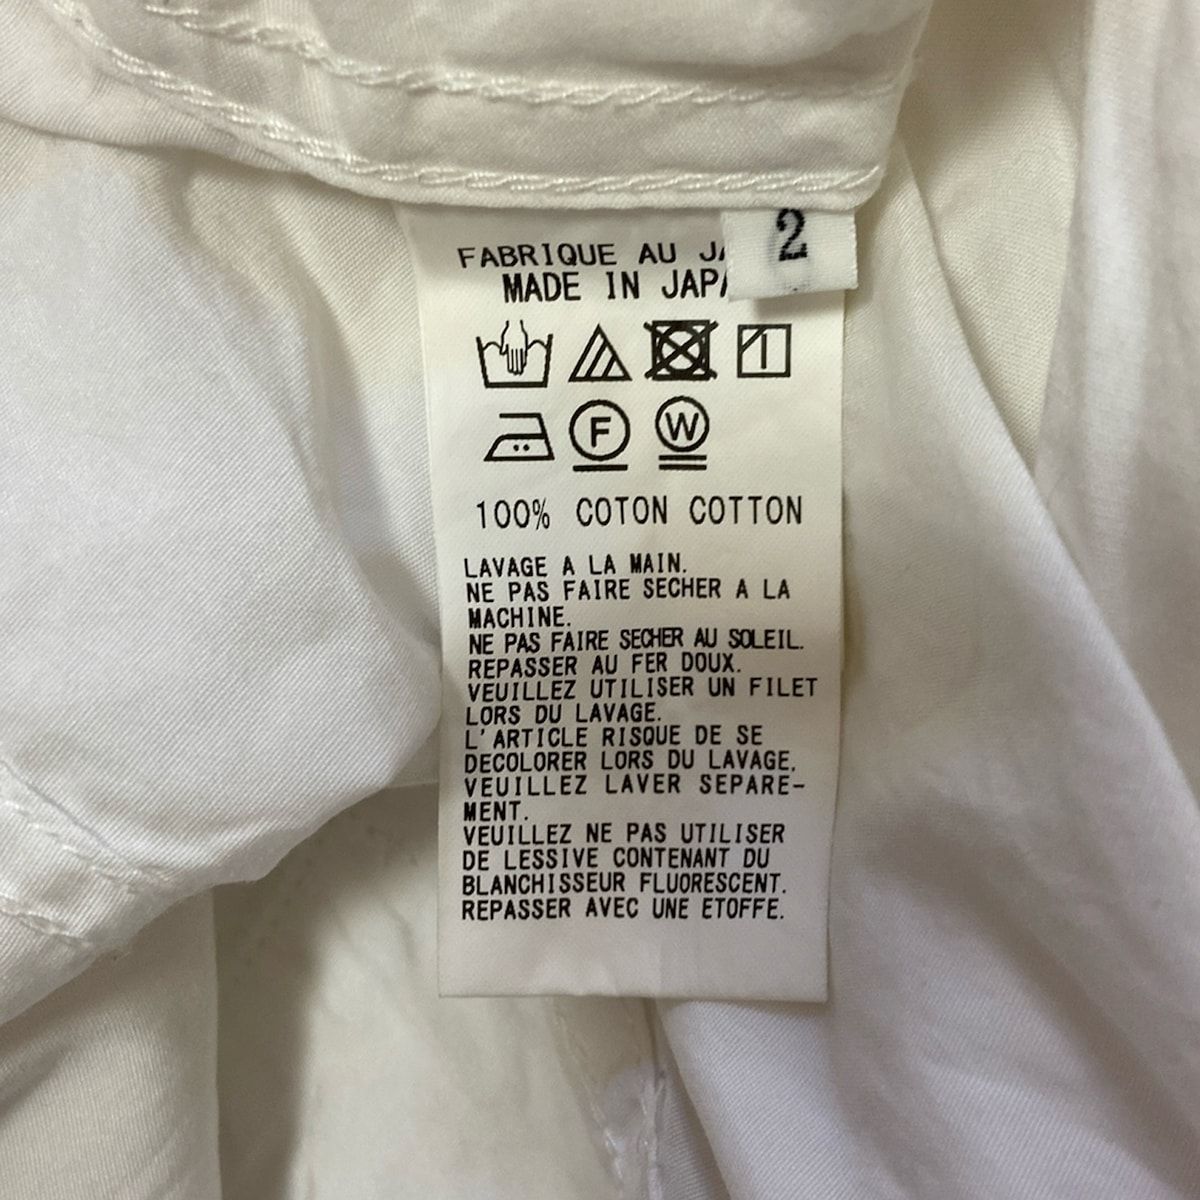 2
FABRIQUE AU
MADE IN
F W
100% COTON COTTON
LAVAGE A LA MAIN.
NE PAS FAIRE SECHER A LA
MACHINE.
NE PAS FAIRE SECHER AU SOLEIL.
REPASSER AU FER DOUX.
VEUILLEZ UTILISER UN FILET
LORS DU LAVAGE.
L'ARTICLE RISQUE DE SE
DECOLORER LORS DU LAVAGE.
VEUILLEZ LAVER SEPARE-
MENT.
VEUILLEZ NE PAS UTILISER
DE LESSIVE CONTENANT DU
BLANCHISSEUR FLUORESCENT.
REPASSER AVEC UNE ETOFFE.